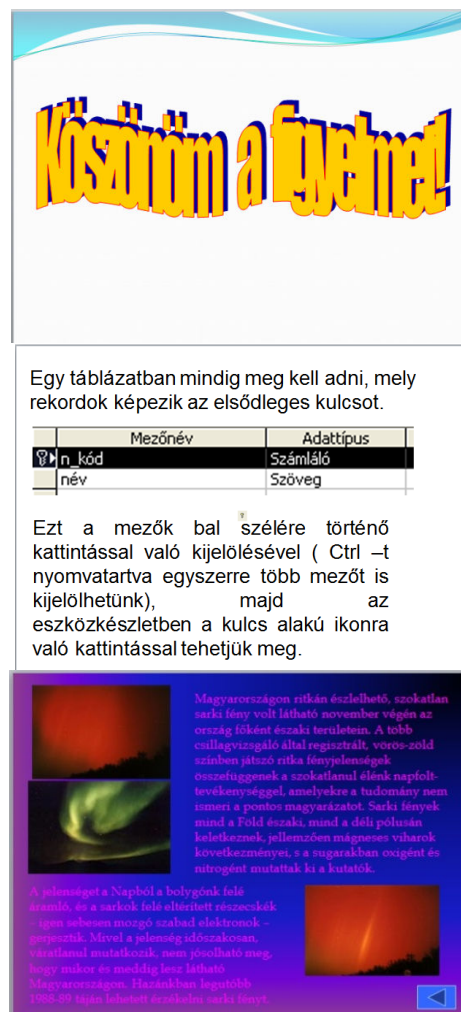 Köszönöm a figyelmet!
Egy táblázatban mindig meg kell adni, mely
rekordok képezik az elsődleges kulcsot.
Mezőnév Adattípus
n_kód Számláló
név Szöveg
Ezt a mezők bal szélére történő
kattintással való kijelölésével ( Ctrl –t
nyomvatartva egyszerre több mezőt is
kijelölhetünk), majd az
eszközkészletben a kulcs alakú ikonra
való kattintással tehetjük meg.
Magyarországon ritkán észlelhető, szokatlan
sarki fény volt látható november végén az
ország főként északi területein. A több
csillagvizsgáló által regisztrált, vörös-zöld
színben játszó ritka fényjelenségek
összefüggenek a szokatlanul élénk napfolt-
tevékenységgel, amelyekre a tudomány nem
ismeri a pontos magyarázatot. Sarki fények
mind a Föld északi, mind a déli pólusán
keletkeznek, jellemzően mágneses viharok
következményei, s a sugarakban oxigént és
nitrogént mutattak ki a kutatók.
A jelenséget a Napból a bolygónk felé
áramló, és a sarkok felé eltérített részecskék
– igen sebesen mozgó szabad elektronok –
gerjesztik. Mivel a jelenség időszakosan,
váratlanul mutatkozik, nem jósolható meg,
hogy mikor és meddig lesz látható
Magyarországon. Hazánkban legutóbb
1988-89 táján lehetett érzékelni sarki fényt.